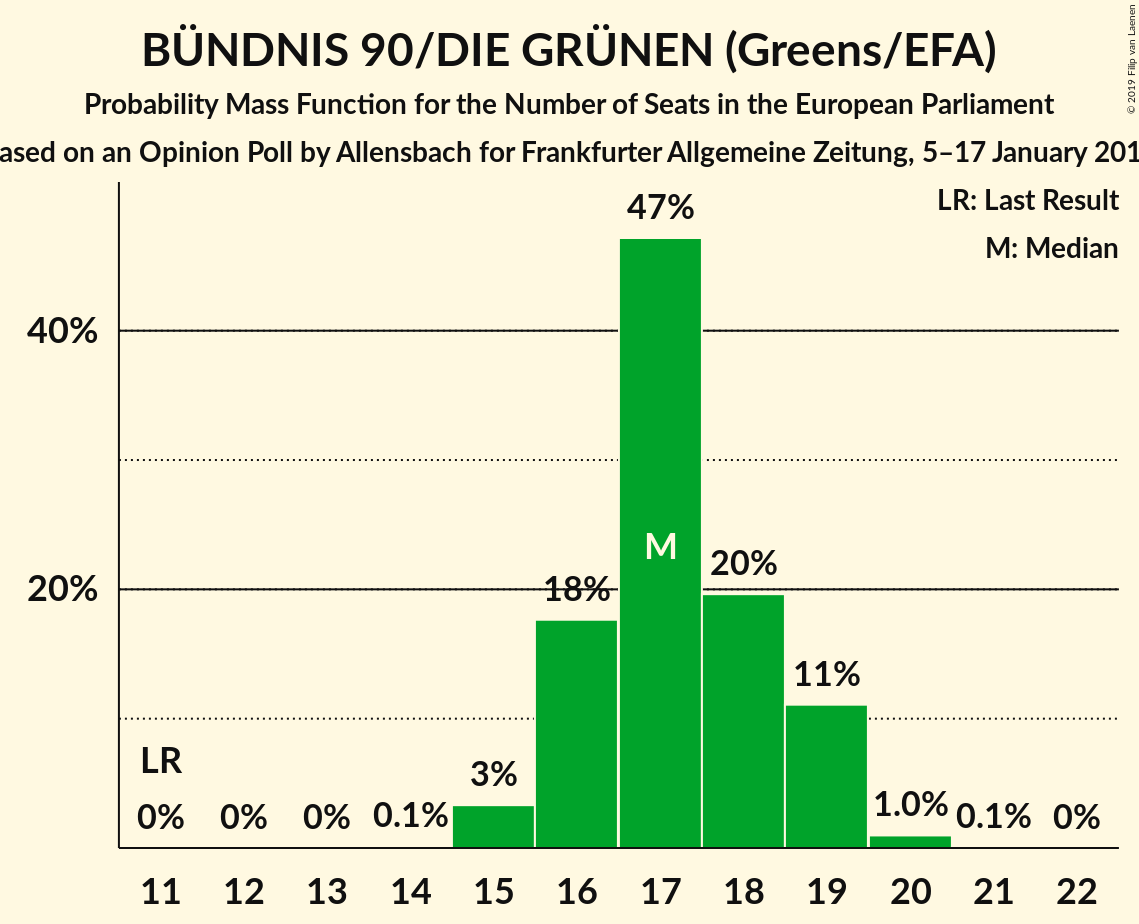 BÜNDNIS 90/DIE GRÜNEN (Greens/EFA)
Probability Mass Function for the Number of Seats in the European Parliament
ased on an Opinion Poll by Allensbach for Frankfurter Allgemeine Zeitung, 5–17 January 201
© 2019 Filip van Laenen
LR: Last Result
M: Median
47%
40%
M
20%
20%
18%
11%
LR
3%
0%
0%
0%
0.1%
1.0%
0.1%
0%
11 12 13 14 15 16 17 18 19 20 21 22